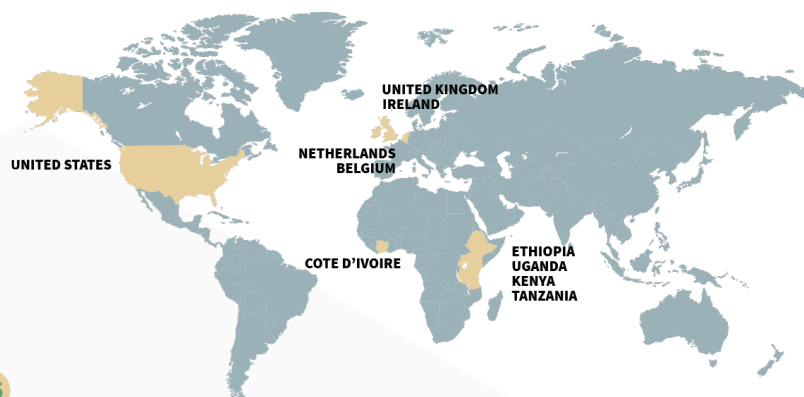 UNITED KINGDOM
IRELAND
NETHERLANDS
BELGIUM
UNITED STATES
COTE D'IVOIRE
ETHIOPIA
UGANDA
KENYA
TANZANIA